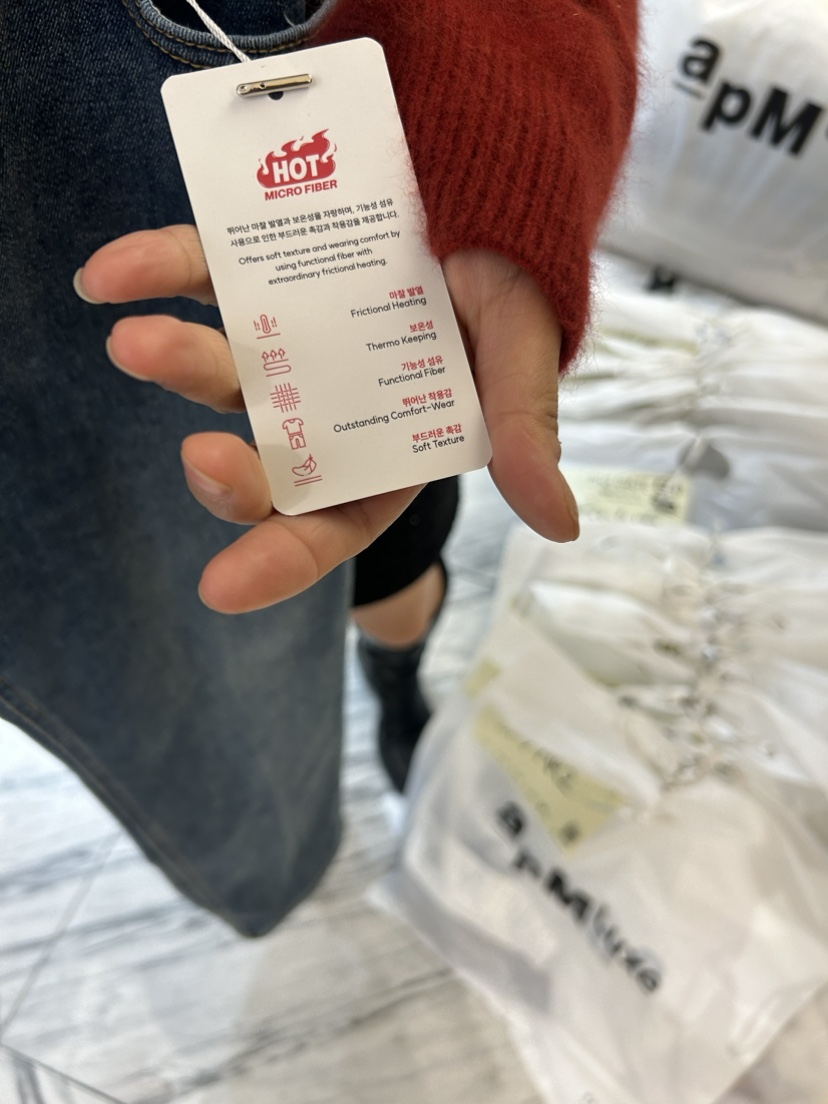 HOT
MICRO FIBER
뛰어난 마찰 발열과 보온성을 자랑하며, 기능성 섬유
사용으로 인한 부드러운 촉감과 착용감을 제공합니다.
Offers soft texture and wearing comfort by
using functional fiber with
extraordinary frictional heating.
마찰 발열
Frictional Heating
보온성
Thermo Keeping
기능성 섬유
Functional Fiber
뛰어난 착용감
Outstanding Comfort-Wear
부드러운 촉감
Soft Texture
apM
apM luxe